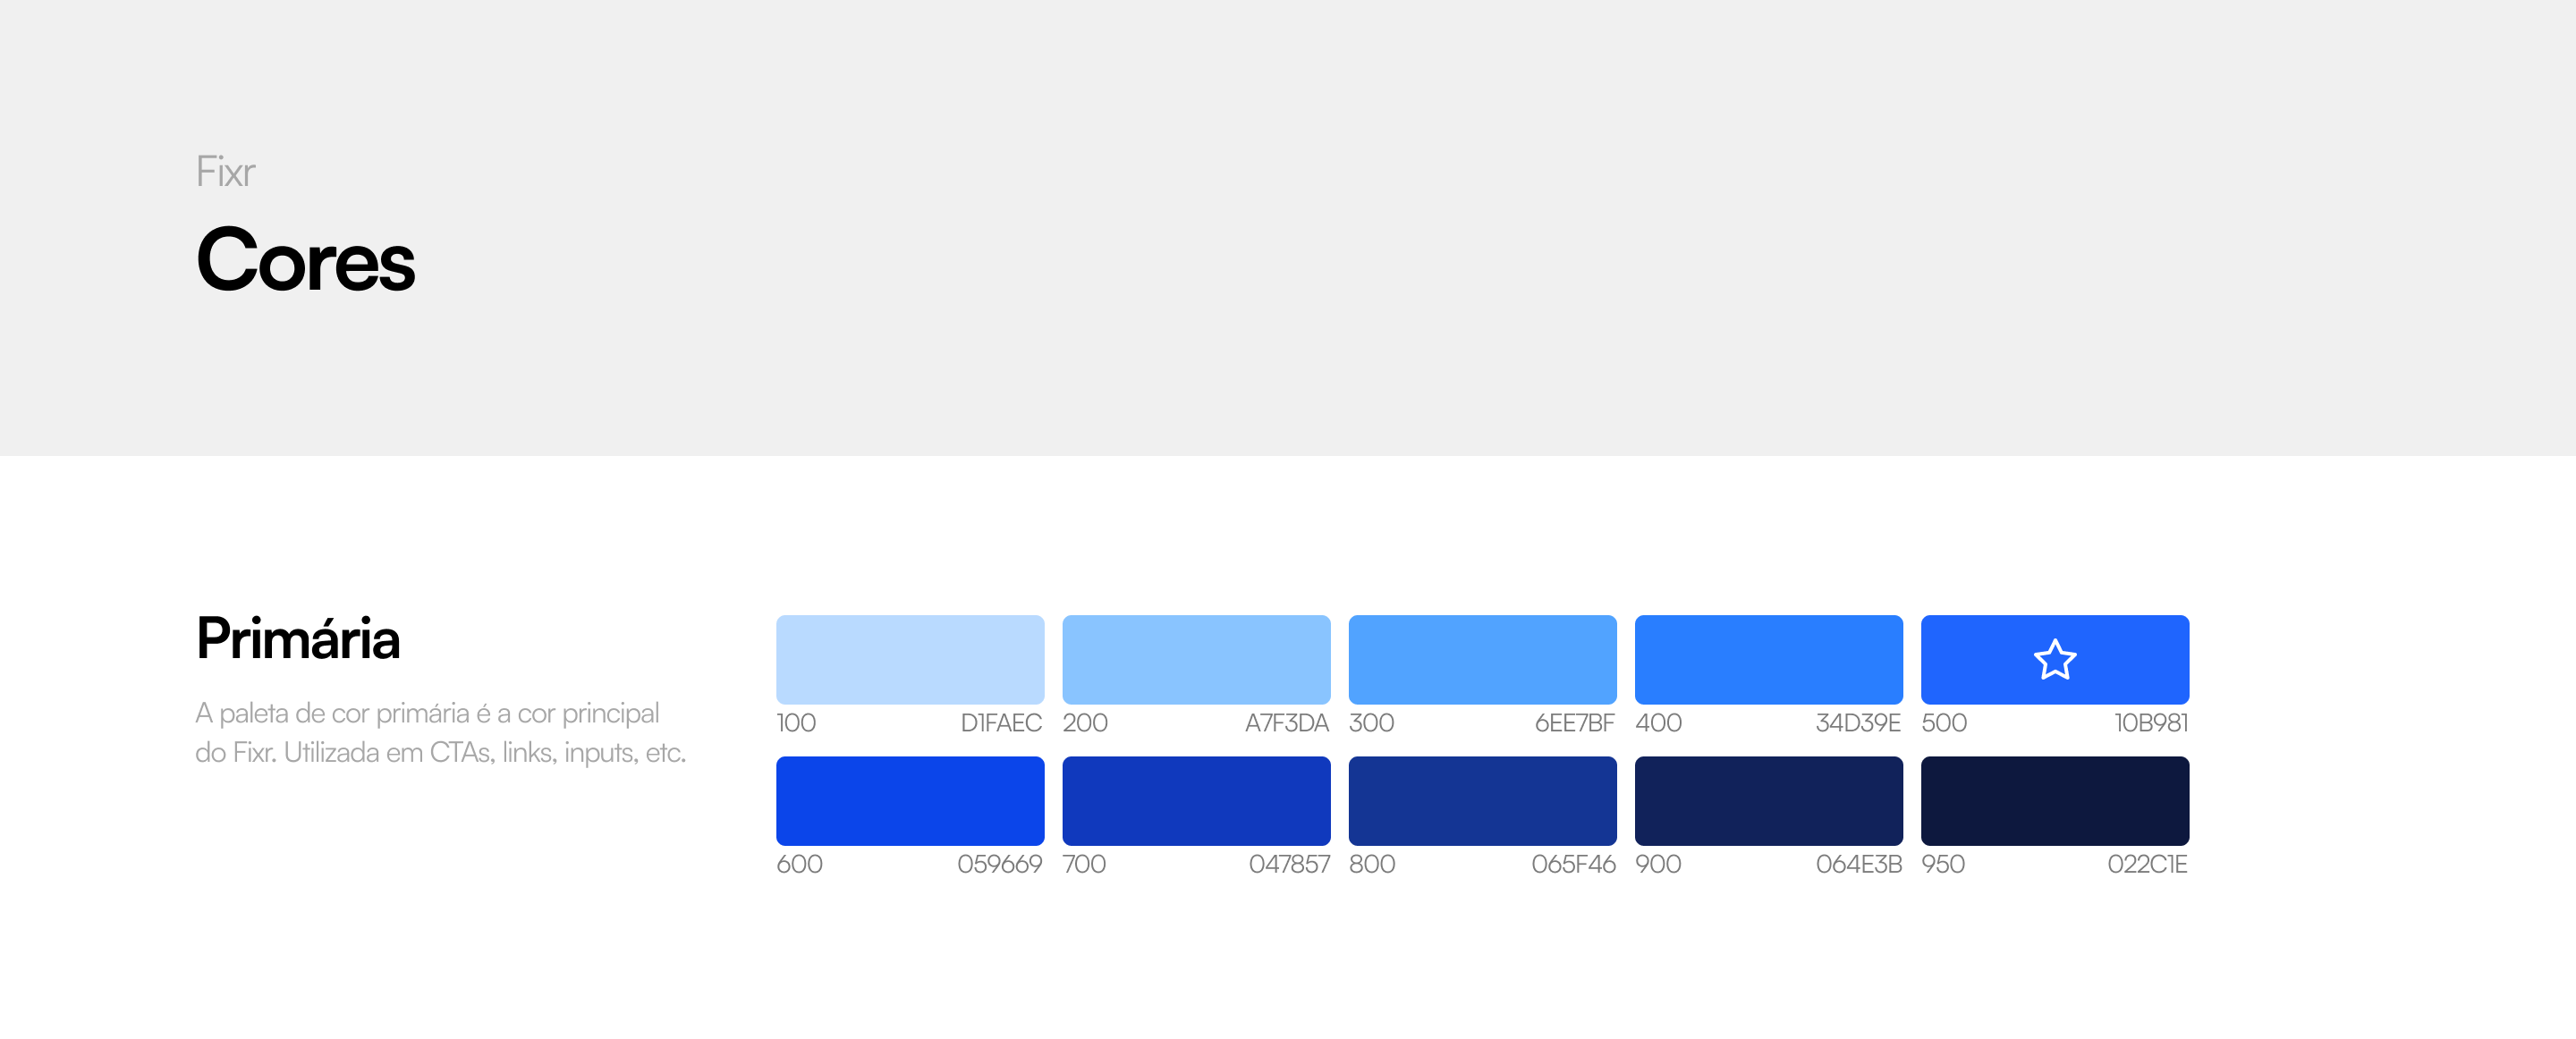 Fixr
Cores
Primária
A paleta de cor primária é a cor principal
do Fixr. Utilizada em CTAs, links, inputs, etc.
100 D1FAEC 200 A7F3DA 300 6EE7BF 400 34D39E 500 10B981
600 059669 700 047857 800 065F46 900 064E3B 950 022C1E